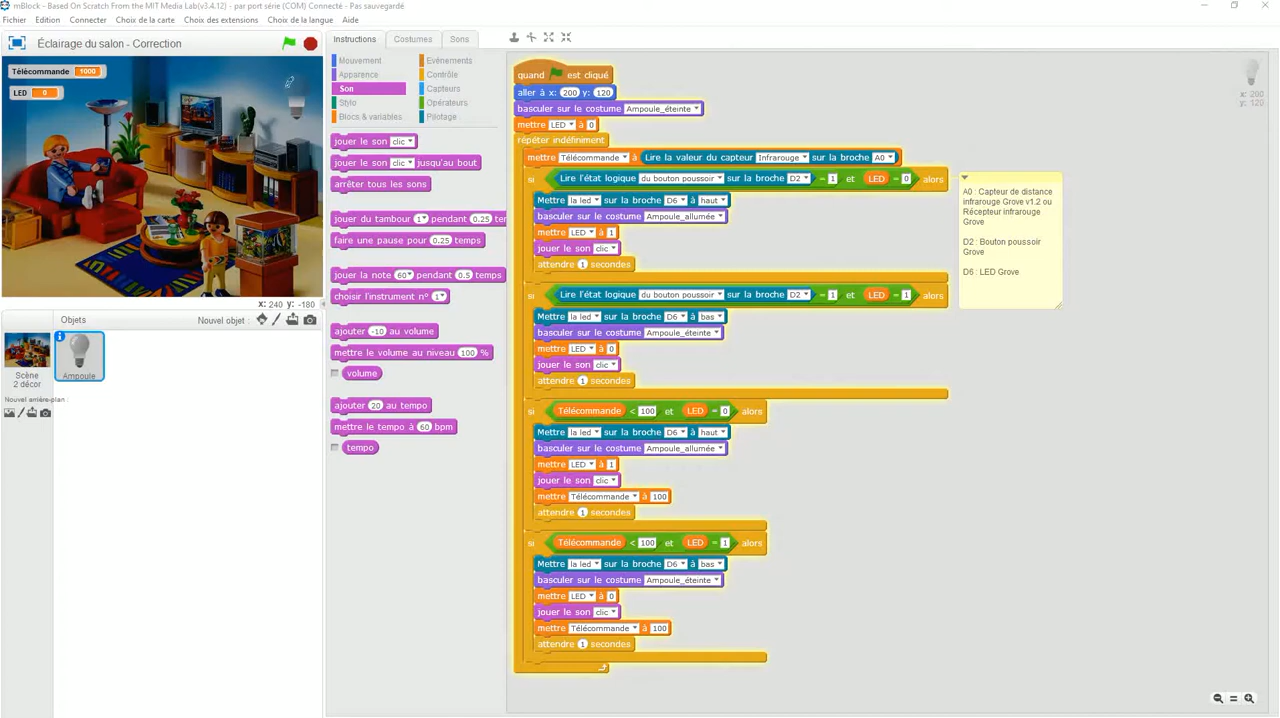 mBlock - Based On Scratch From the MIT Media Lab(v3.4.12) - par port série (COM) Connecté - Pas sauvegardé
Fichier Edition Connecter Choix de la carte Choix des extensions Choix de la langue Aide
Éclairage du salon - Correction
Télécommande 1000
LED 0
x: 240 y: -180
Objets Nouvel objet :
Scène
2 décor
Ampoule
Nouvel arrière-plan :
Instructions Costumes Sons
Mouvement Evénements
Apparence Contrôle
Son Capteurs
Stylo Opérateurs
Blocs & variables Pilotage
jouer le son clic
jouer le son clic jusqu'au bout
arrêter tous les sons
jouer du tambour 1 pendant 0.25 ter
faire une pause pour 0.25 temps
jouer la note 60 pendant 0.5 temps
choisir l'instrument n° 1
ajouter -10 au volume
mettre le volume au niveau 100 %
volume
ajouter 20 au tempo
mettre le tempo à 60 bpm
tempo
quand est cliqué
aller à x: 200 y: 120
basculer sur le costume Ampoule_éteinte
mettre LED à 0
répéter indéfiniment
mettre Télécommande à Lire la valeur du capteur Infrarouge sur la broche A0
si Lire l'état logique du bouton poussoir sur la broche D2 = 1 et LED = 0 alors
Mettre la led sur la broche D6 à haut
basculer sur le costume Ampoule_allumée
mettre LED à 1
jouer le son clic
attendre 1 secondes
si Lire l'état logique du bouton poussoir sur la broche D2 = 1 et LED = 1 alors
Mettre la led sur la broche D6 à bas
basculer sur le costume Ampoule_éteinte
mettre LED à 0
jouer le son clic
attendre 1 secondes
si Télécommande < 100 et LED = 0 alors
Mettre la led sur la broche D6 à haut
basculer sur le costume Ampoule_allumée
mettre LED à 1
jouer le son clic
mettre Télécommande à 100
attendre 1 secondes
si Télécommande < 100 et LED = 1 alors
Mettre la led sur la broche D6 à bas
basculer sur le costume Ampoule_éteinte
mettre LED à 0
jouer le son clic
mettre Télécommande à 100
attendre 1 secondes
A0 : Capteur de distance
infrarouge Grove v1.2 ou
Récepteur infrarouge
Grove
D2 : Bouton poussoir
Grove
D6 : LED Grove
x: 200
y: 120